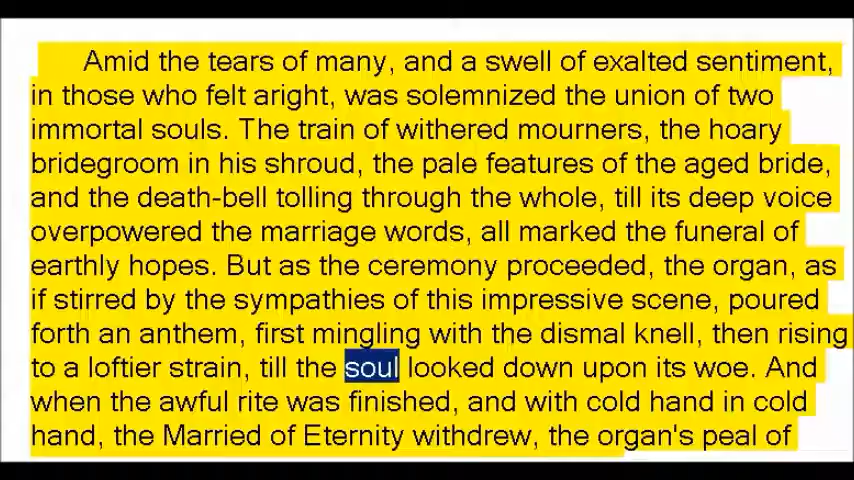 Amid the tears of many, and a swell of exalted sentiment,
in those who felt aright, was solemnized the union of two
immortal souls. The train of withered mourners, the hoary
bridegroom in his shroud, the pale features of the aged bride,
and the death-bell tolling through the whole, till its deep voice
overpowered the marriage words, all marked the funeral of
earthly hopes. But as the ceremony proceeded, the organ, as
if stirred by the sympathies of this impressive scene, poured
forth an anthem, first mingling with the dismal knell, then rising
to a loftier strain, till the soul looked down upon its woe. And
when the awful rite was finished, and with cold hand in cold
hand, the Married of Eternity withdrew, the organ's peal of